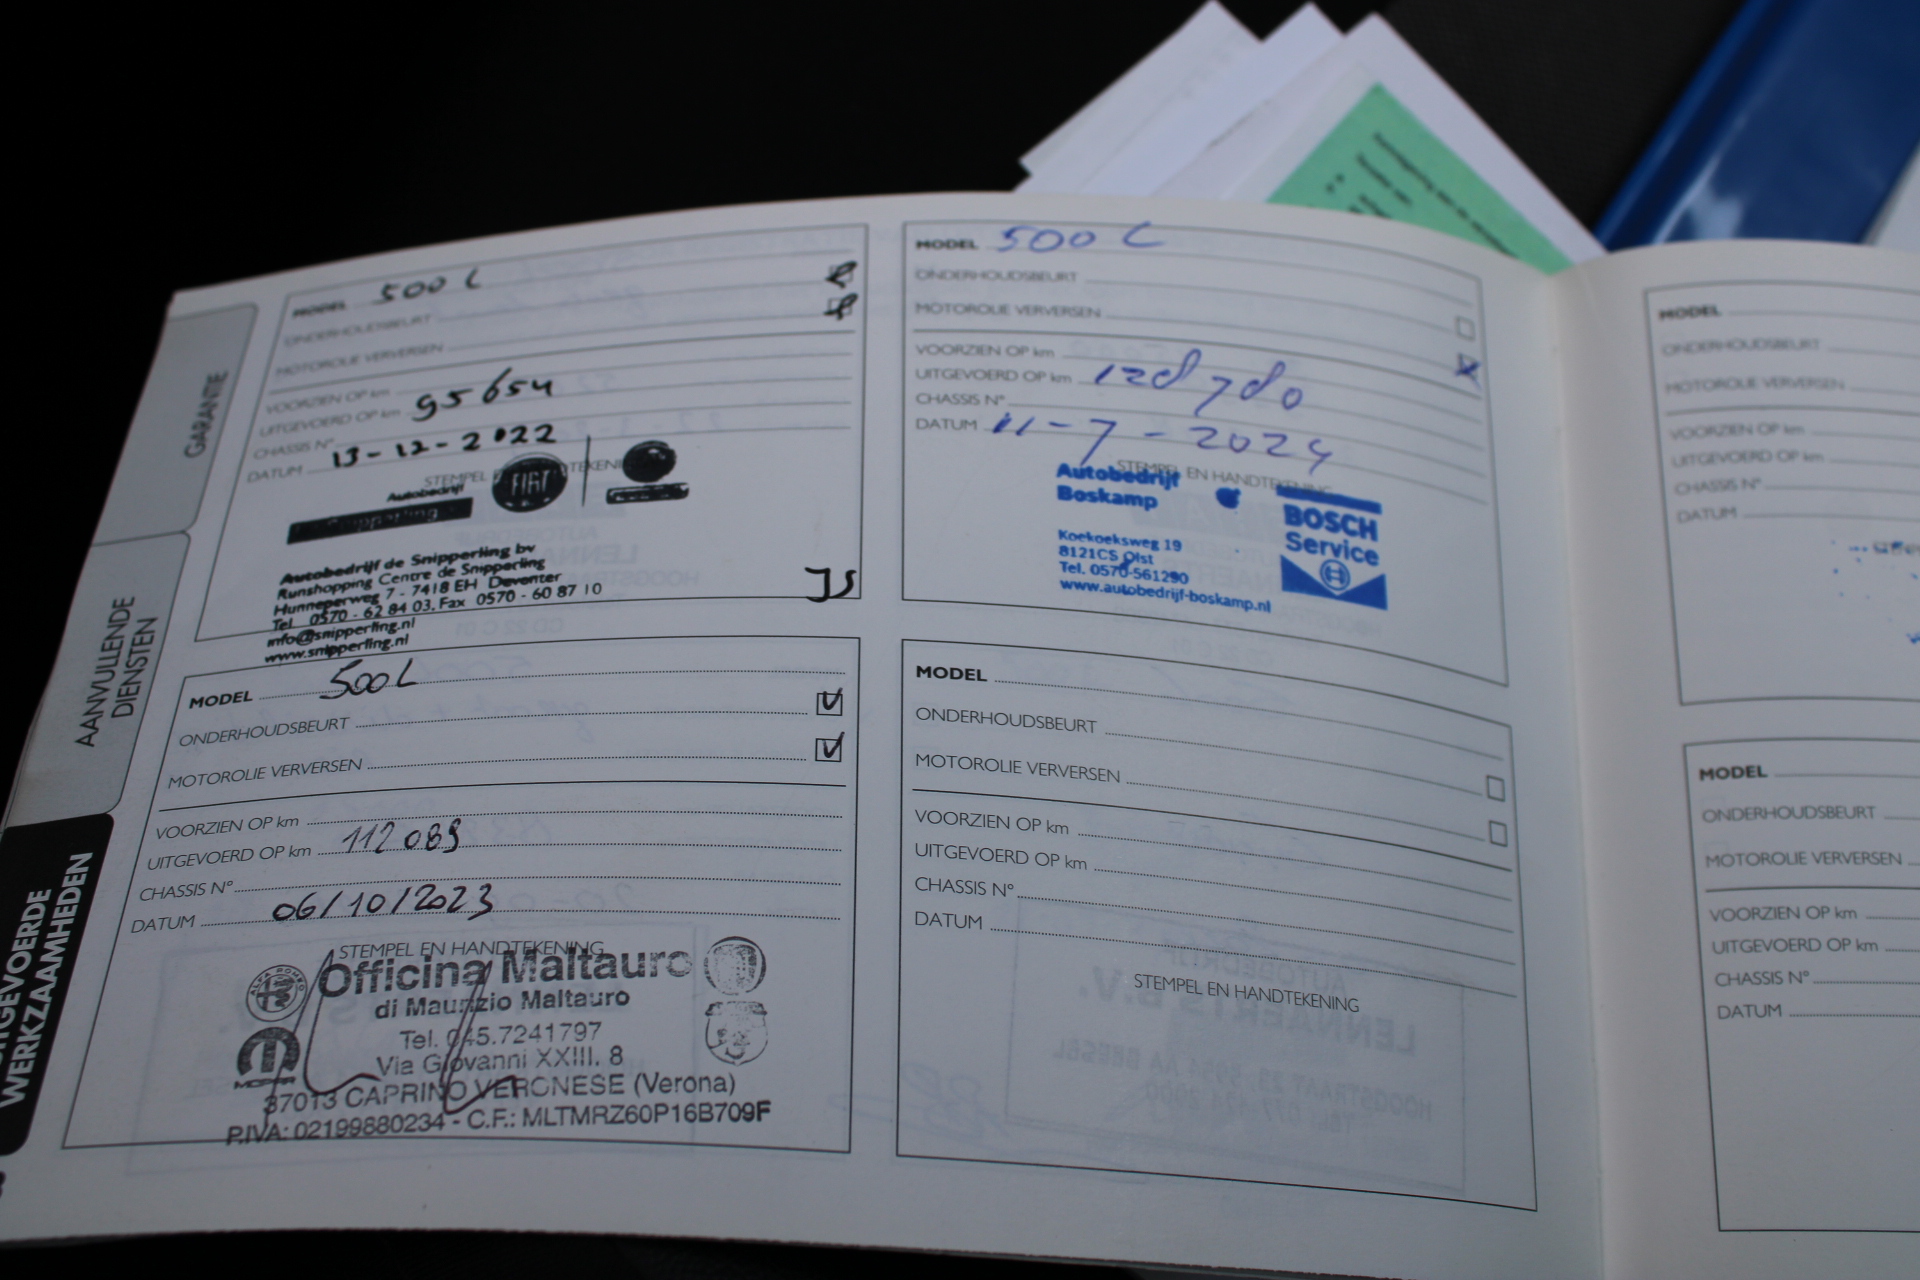 GARANTIE
AANVULLENDE
DIENSTEN
WERKZAAMHEDEN
MODEL 500 L
ONDERHOUDSBEURT
MOTOROLIE VERVERSEN
VOORZIEN OP km
UITGEVOERD OP km 95654
CHASSIS N°
DATUM 13-12-2022
STEMPEL
Autobedrijf
Snipperling
FIAT
Autobedrijf de Snipperling bv
Runshopping Centre de Snipperling
Hunneperweg 7 - 7418 EH Deventer
Tel. 0570 - 62 84 03, Fax 0570 - 60 87 10
info@snipperling.nl
www.snipperling.nl
JS
MODEL 500 L
ONDERHOUDSBEURT
MOTOROLIE VERVERSEN
VOORZIEN OP km
UITGEVOERD OP km 128780
CHASSIS N°
DATUM 11-7-2024
STEMPEL EN HANDTEKENING
Autobedrijf
Boskamp
Koekoeksweg 19
8121CS Olst
Tel. 0570-561290
www.autobedrijf-boskamp.nl
BOSCH
Service
MODEL 500L
ONDERHOUDSBEURT
MOTOROLIE VERVERSEN
VOORZIEN OP km
UITGEVOERD OP km 112089
CHASSIS N°
DATUM 06/10/2023
STEMPEL EN HANDTEKENING
ALFA ROMEO
MOPAR
Officina Maltauro
di Maurizio Maltauro
Tel. 045.7241797
Via Giovanni XXIII. 8
37013 CAPRINO VERONESE (Verona)
P.IVA: 02199880234 - C.F.: MLTMRZ60P16B709F
MODEL
ONDERHOUDSBEURT
MOTOROLIE VERVERSEN
VOORZIEN OP km
UITGEVOERD OP km
CHASSIS N°
DATUM
STEMPEL EN HANDTEKENING
MODEL
ONDERHOUDSBEURT
MOTOROLIE VERVERSEN
VOORZIEN OP km
UITGEVOERD OP km
CHASSIS N°
DATUM
MODEL
ONDERHOUDSBEURT
MOTOROLIE VERVERSEN
VOORZIEN OP km
UITGEVOERD OP km
CHASSIS N°
DATUM